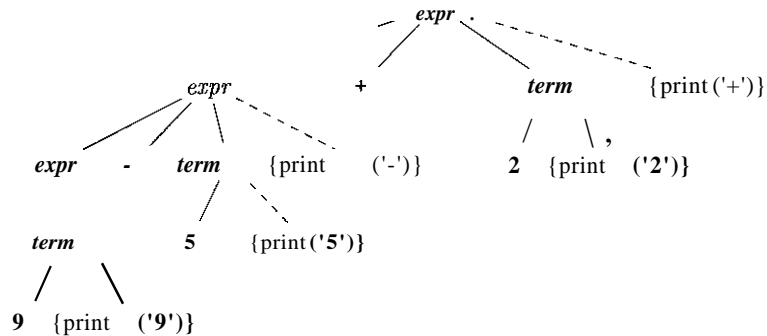 expr .
expr + term {print ('+')}
expr - term {print ('-')} 2 {print ('2')}
term 5 {print ('5')}
9 {print ('9')}